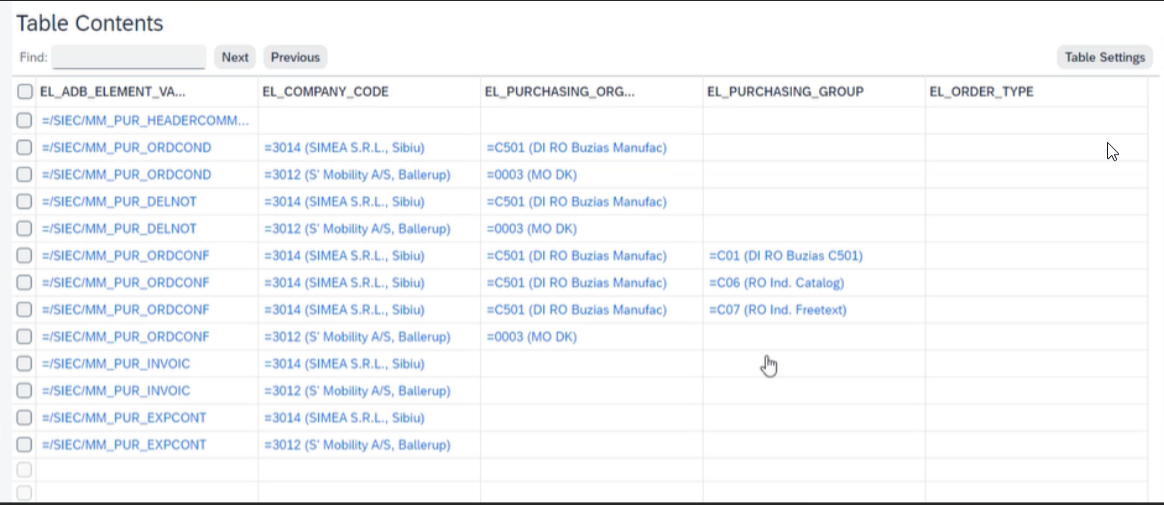 Table Contents
Find: Next Previous Table Settings
EL_ADB_ELEMENT_VA... EL_COMPANY_CODE EL_PURCHASING_ORG... EL_PURCHASING_GROUP EL_ORDER_TYPE
=/SIEC/MM_PUR_HEADERCOMM...
=/SIEC/MM_PUR_ORDCOND =3014 (SIMEA S.R.L., Sibiu) =C501 (DI RO Buzias Manufac)
=/SIEC/MM_PUR_ORDCOND =3012 (S' Mobility A/S, Ballerup) =0003 (MO DK)
=/SIEC/MM_PUR_DELNOT =3014 (SIMEA S.R.L., Sibiu) =C501 (DI RO Buzias Manufac)
=/SIEC/MM_PUR_DELNOT =3012 (S' Mobility A/S, Ballerup) =0003 (MO DK)
=/SIEC/MM_PUR_ORDCONF =3014 (SIMEA S.R.L., Sibiu) =C501 (DI RO Buzias Manufac) =C01 (DI RO Buzias C501)
=/SIEC/MM_PUR_ORDCONF =3014 (SIMEA S.R.L., Sibiu) =C501 (DI RO Buzias Manufac) =C06 (RO Ind. Catalog)
=/SIEC/MM_PUR_ORDCONF =3014 (SIMEA S.R.L., Sibiu) =C501 (DI RO Buzias Manufac) =C07 (RO Ind. Freetext)
=/SIEC/MM_PUR_ORDCONF =3012 (S' Mobility A/S, Ballerup) =0003 (MO DK)
=/SIEC/MM_PUR_INVOIC =3014 (SIMEA S.R.L., Sibiu)
=/SIEC/MM_PUR_INVOIC =3012 (S' Mobility A/S, Ballerup)
=/SIEC/MM_PUR_EXPCONT =3014 (SIMEA S.R.L., Sibiu)
=/SIEC/MM_PUR_EXPCONT =3012 (S' Mobility A/S, Ballerup)